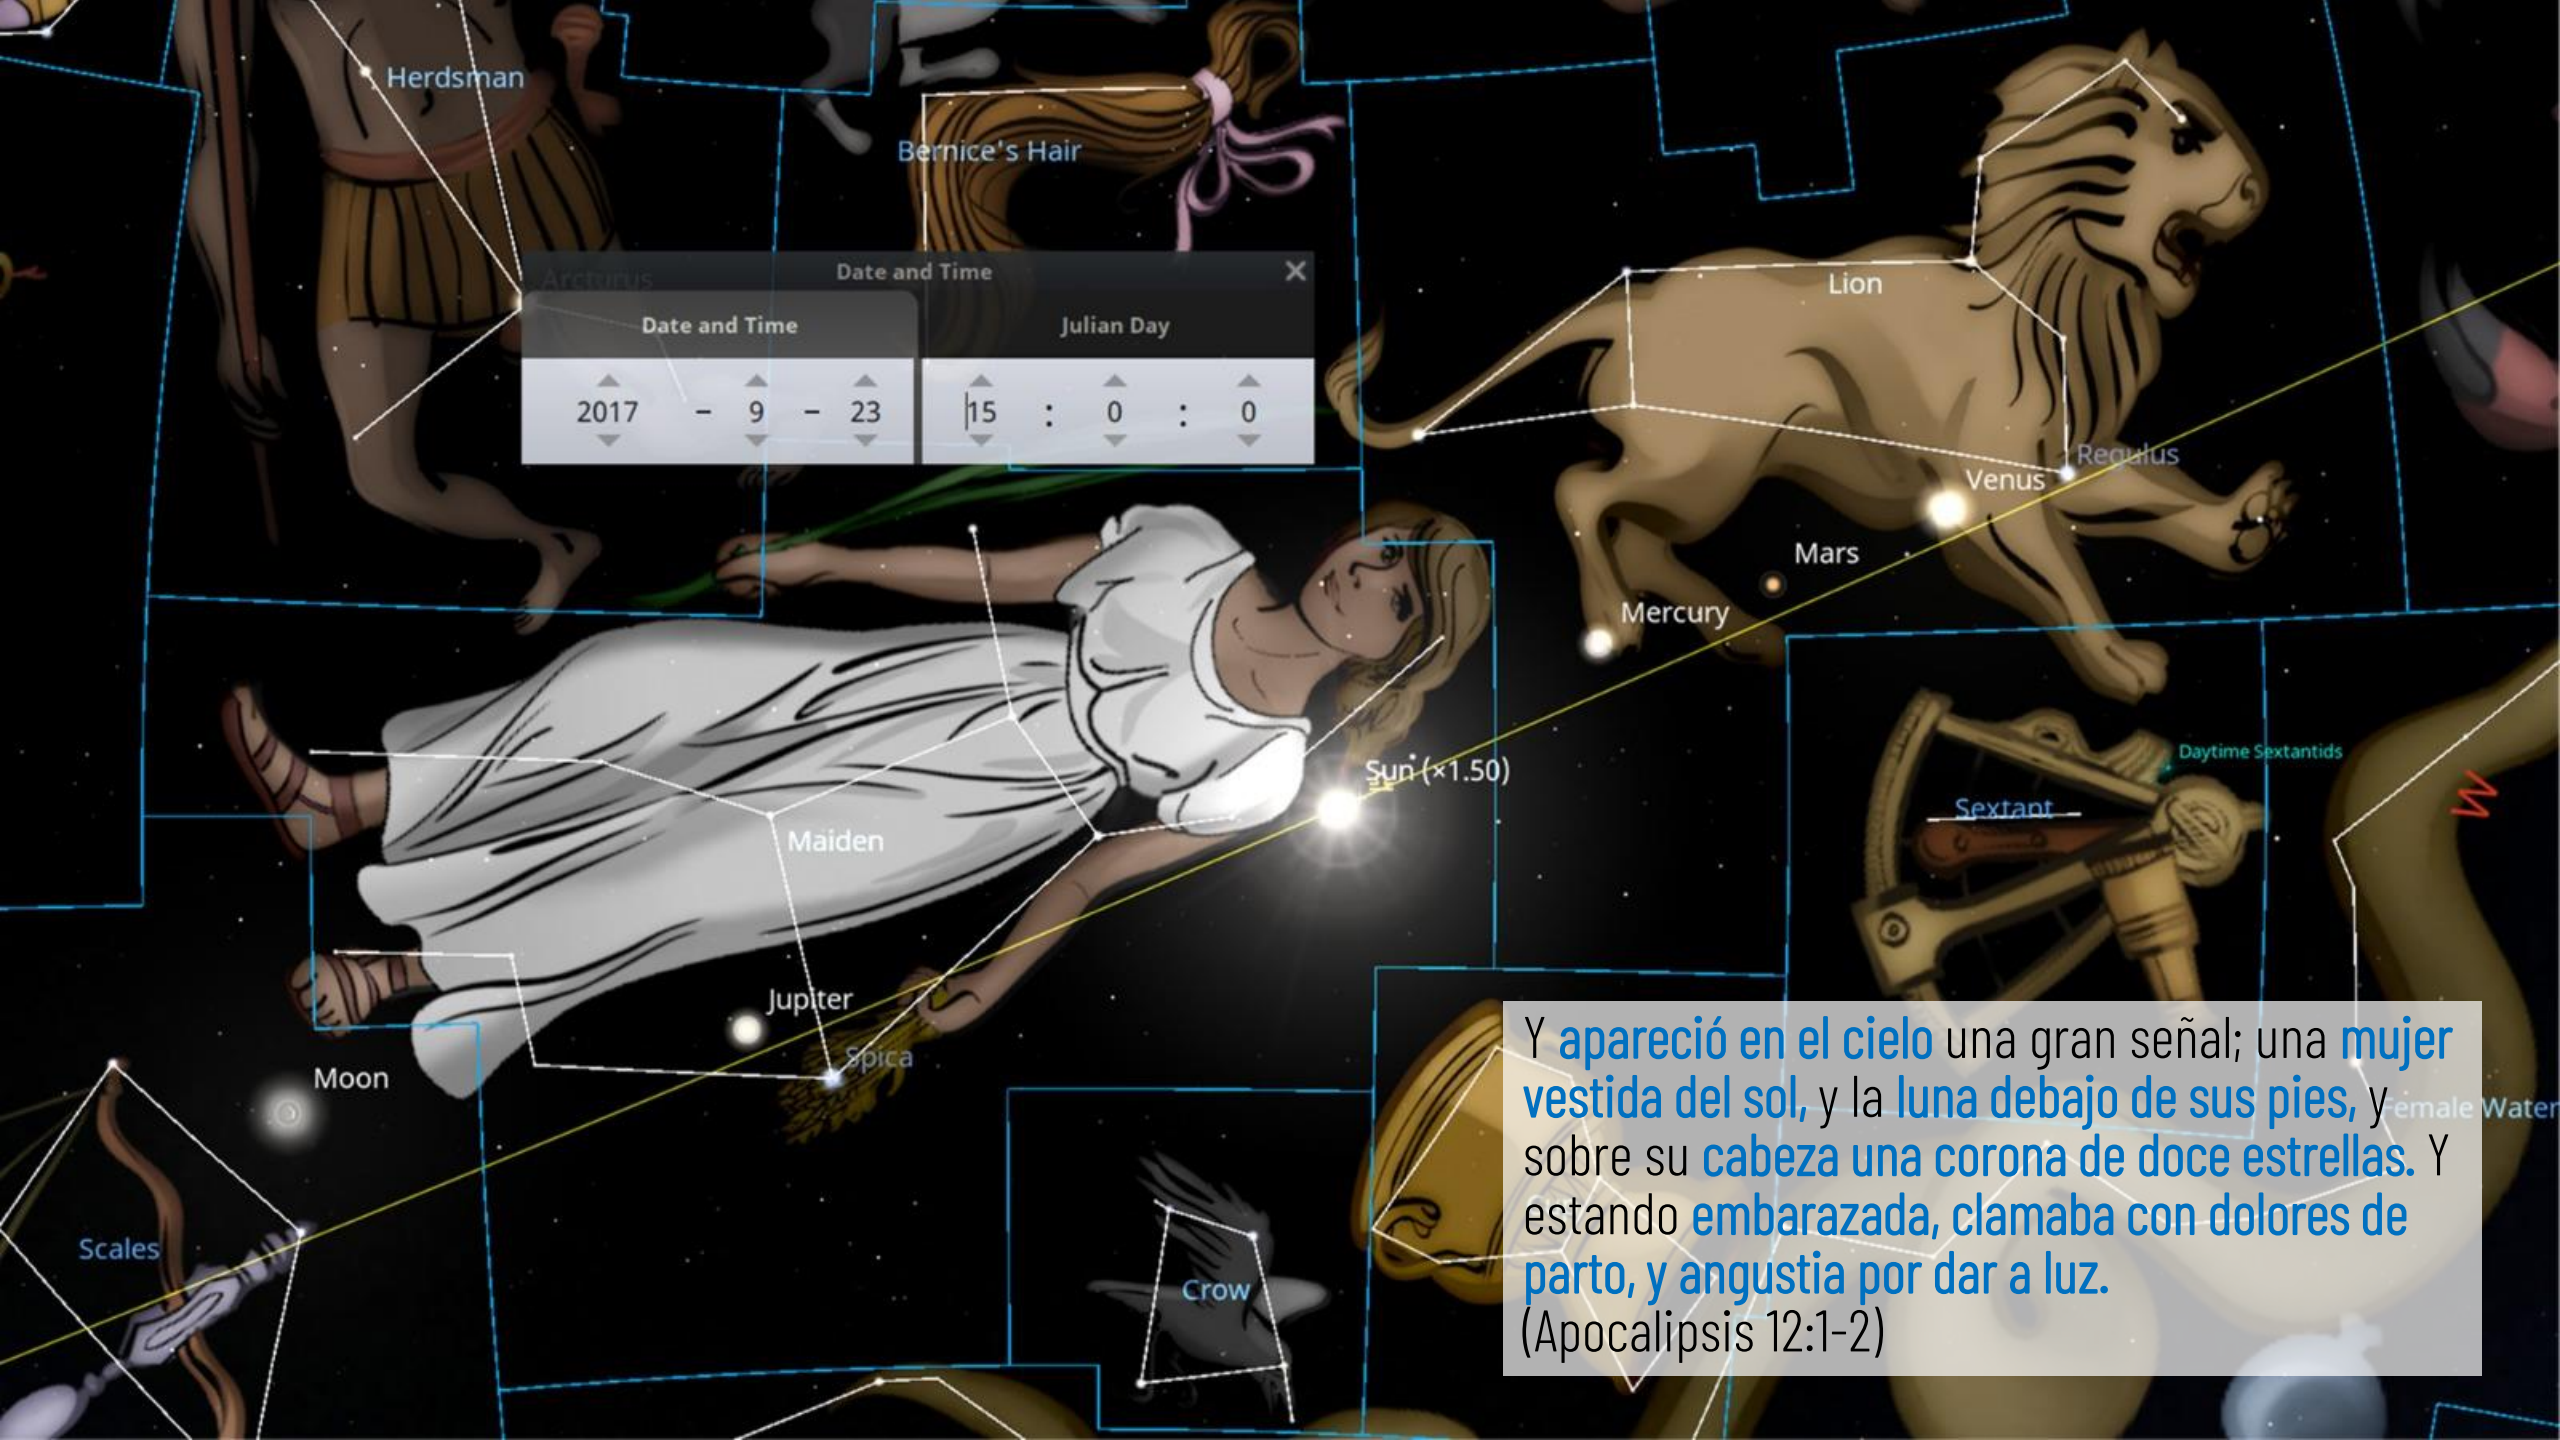 Herdsman
Bernice's Hair
Arcturus
Date and Time
Date and Time
Julian Day
2017 - 9 - 23
15 : 0 : 0
Lion
Regulus
Venus
Mars
Mercury
Sun (×1.50)
Daytime Sextantids
Sextant
W
Maiden
Jupiter
Spica
Moon
Scales
Crow
Female Water
Y apareció en el cielo una gran señal; una mujer
vestida del sol, y la luna debajo de sus pies, y
sobre su cabeza una corona de doce estrellas. Y
estando embarazada, clamaba con dolores de
parto, y angustia por dar a luz.
(Apocalipsis 12:1-2)